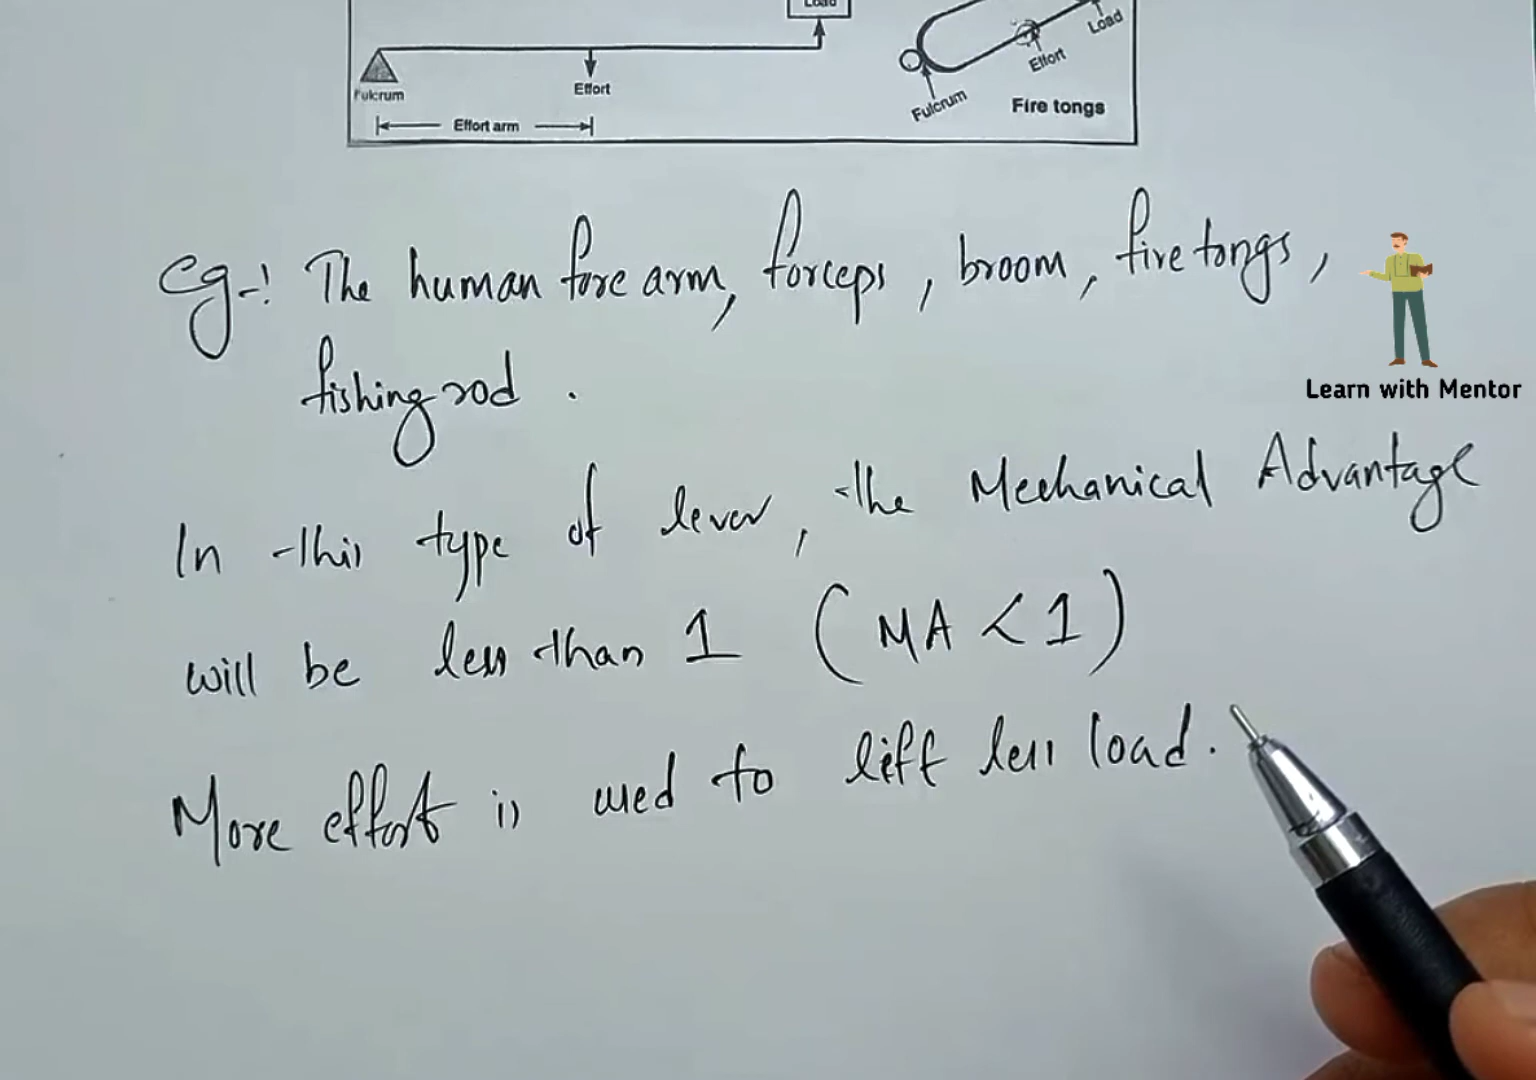 Load
Fulcrum
Effort
Effort arm
Fulcrum
Effort
Load
Fire tongs
eg-: The human fore arm, forceps, broom, fire tongs,
fishing rod.
Learn with Mentor
In this type of lever, the Mechanical Advantage
will be less than 1 (MA < 1)
More effort is used to lift less load.